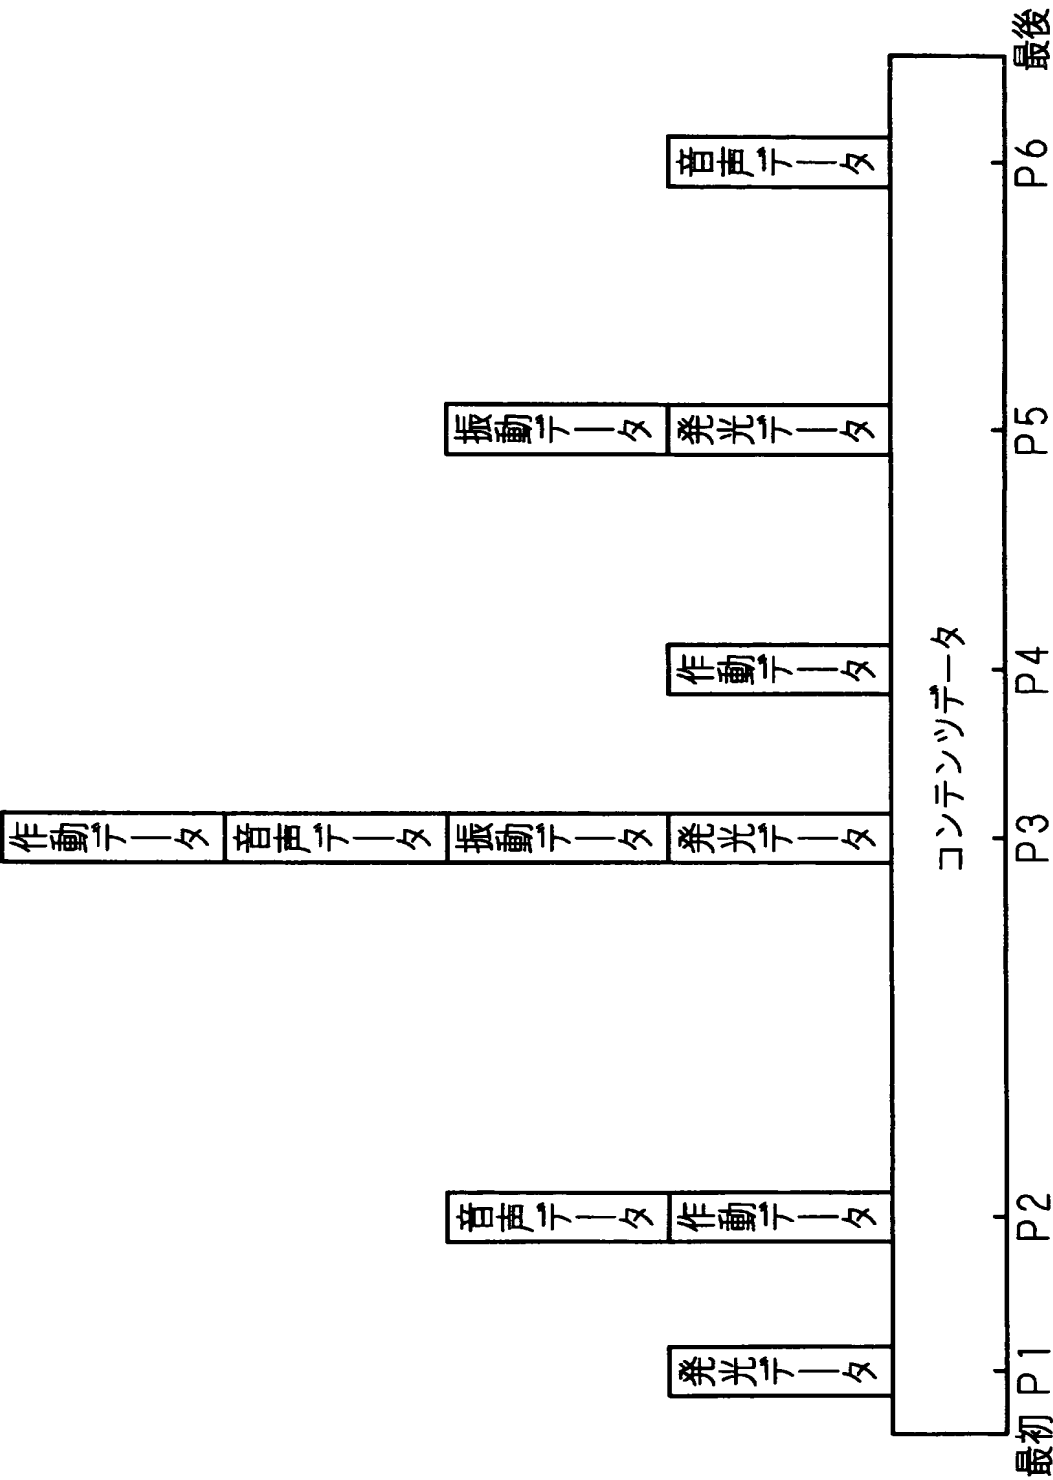 作動データ
音声データ
振動データ
発光データ
音声データ
作動データ
発光データ
作動データ
振動データ
発光データ
音声データ
コンテンツデータ
最初 P1 P2 P3 P4 P5 P6 最後